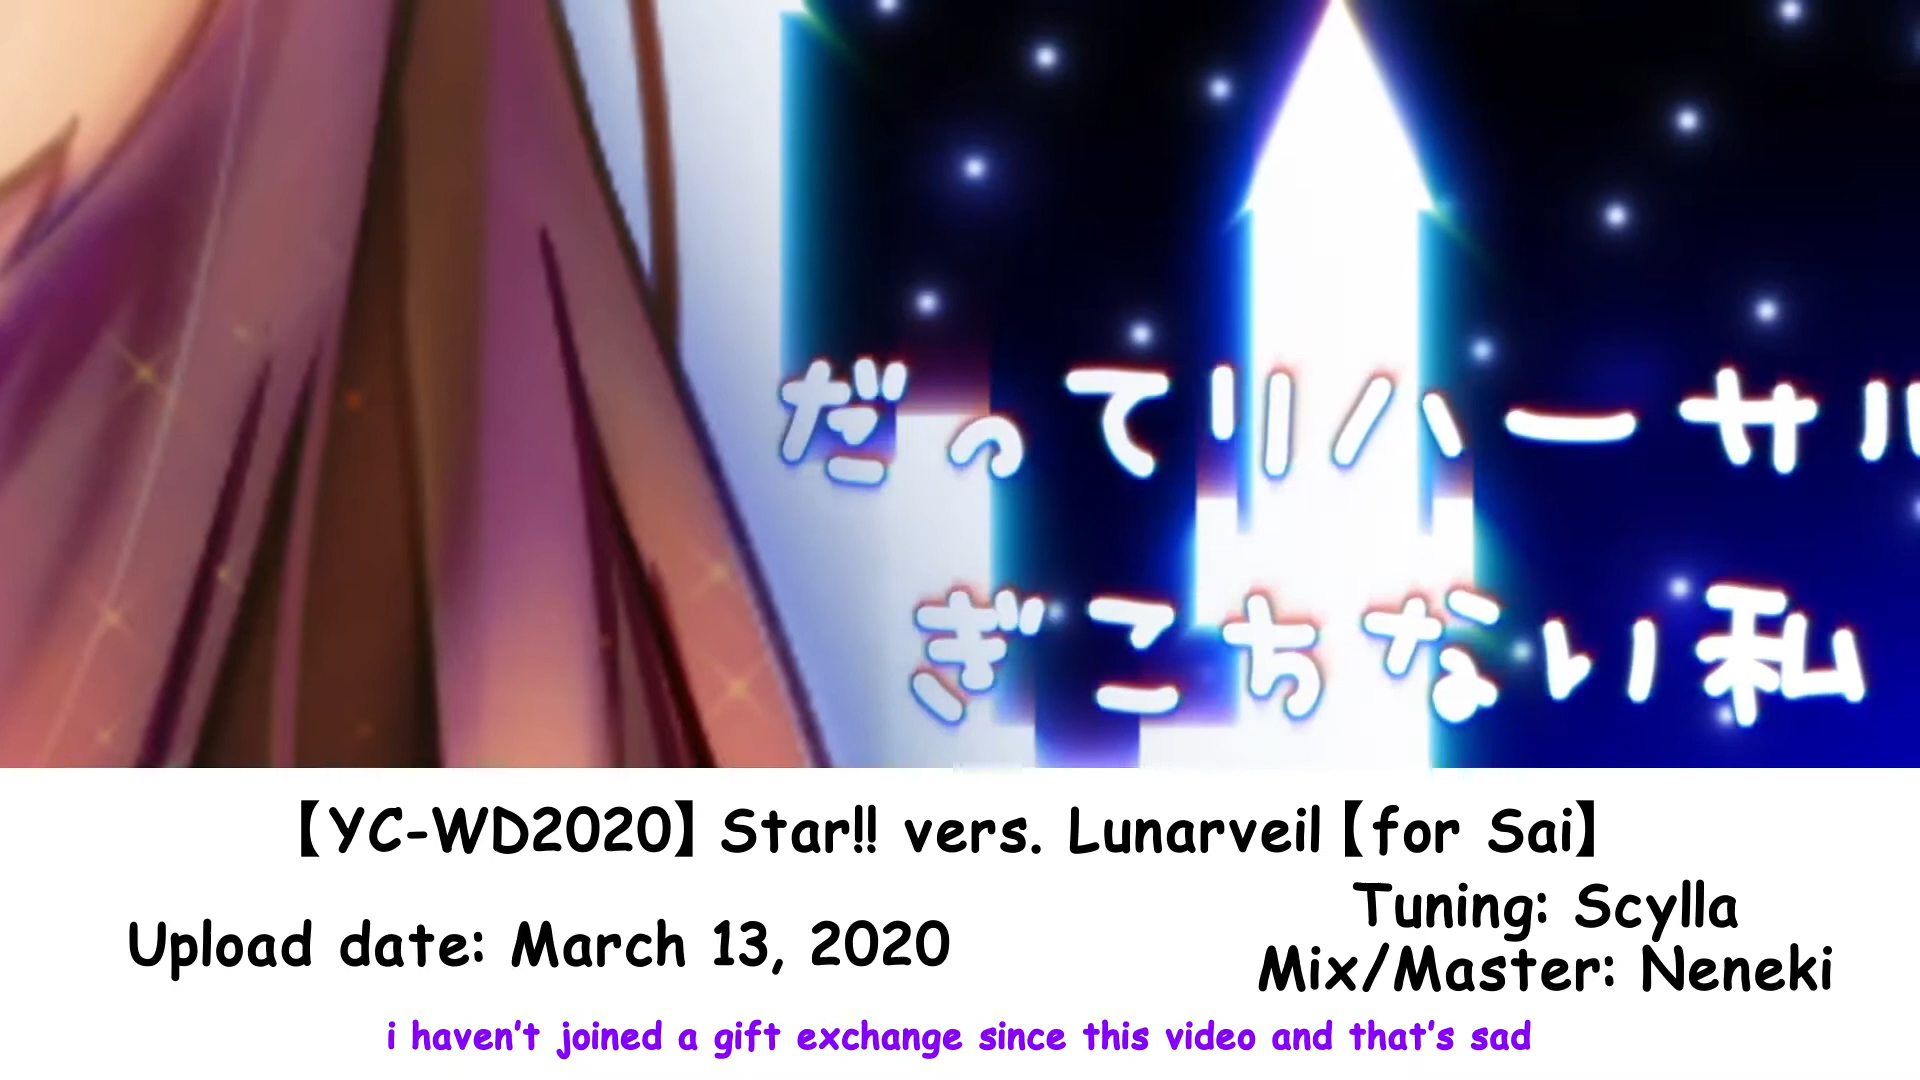 だってリハーサル
ぎこちない私
【YC-WD2020】Star!! vers. Lunarveil【for Sai】
Upload date: March 13, 2020
Tuning: Scylla
Mix/Master: Neneki
i haven't joined a gift exchange since this video and that's sad